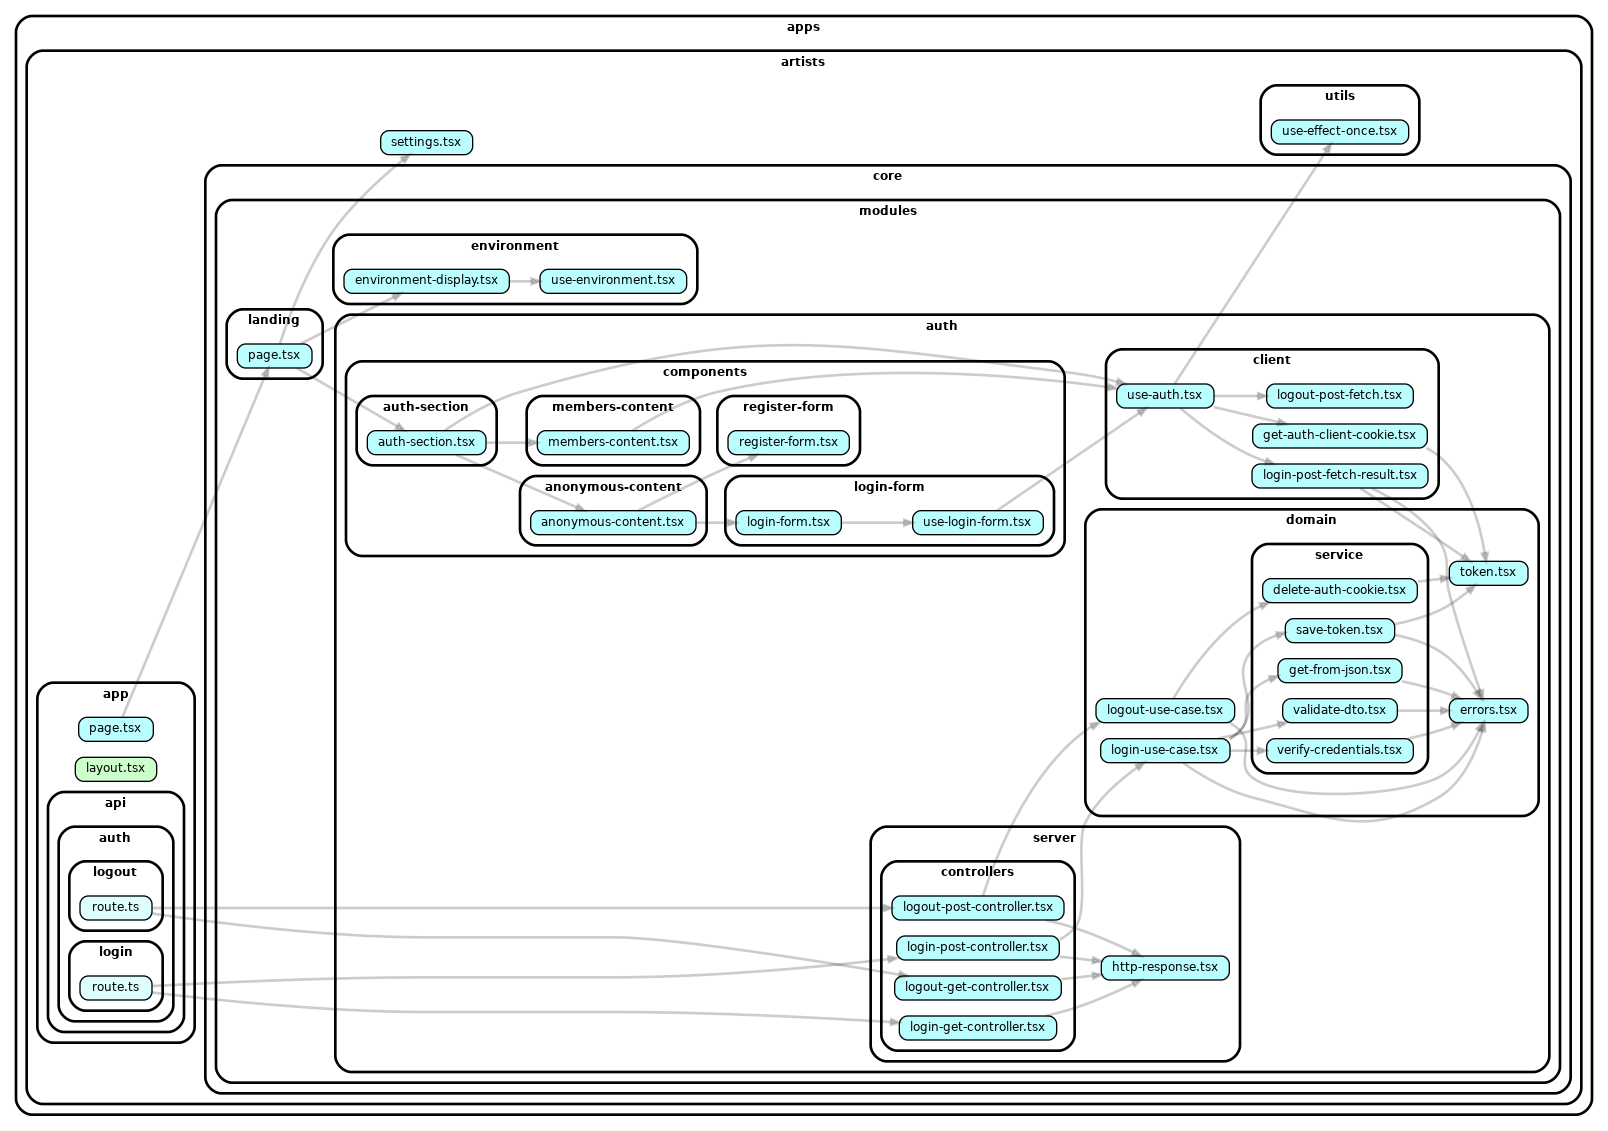 apps
artists
utils
use-effect-once.tsx
settings.tsx
core
modules
environment
environment-display.tsx
use-environment.tsx
landing
page.tsx
auth
components
auth-section
auth-section.tsx
members-content
members-content.tsx
register-form
register-form.tsx
anonymous-content
anonymous-content.tsx
login-form
login-form.tsx
use-login-form.tsx
client
use-auth.tsx
logout-post-fetch.tsx
get-auth-client-cookie.tsx
login-post-fetch-result.tsx
domain
service
delete-auth-cookie.tsx
save-token.tsx
get-from-json.tsx
validate-dto.tsx
verify-credentials.tsx
token.tsx
errors.tsx
logout-use-case.tsx
login-use-case.tsx
app
page.tsx
layout.tsx
api
auth
logout
route.ts
login
route.ts
server
controllers
logout-post-controller.tsx
login-post-controller.tsx
logout-get-controller.tsx
login-get-controller.tsx
http-response.tsx